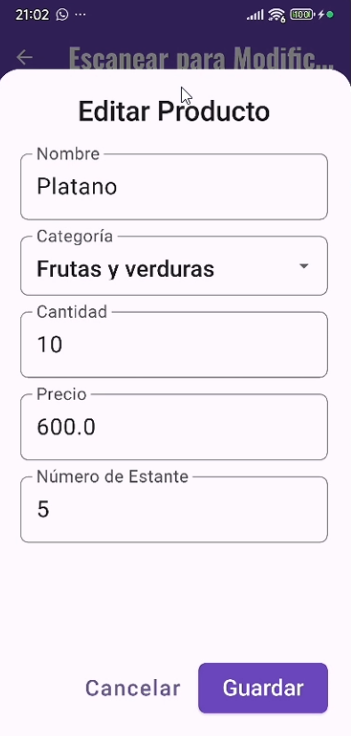 21:02 ...
100
Escanear para Modific...
Editar Producto
Nombre
Platano
Categoría
Frutas y verduras
Cantidad
10
Precio
600.0
Número de Estante
5
Cancelar Guardar